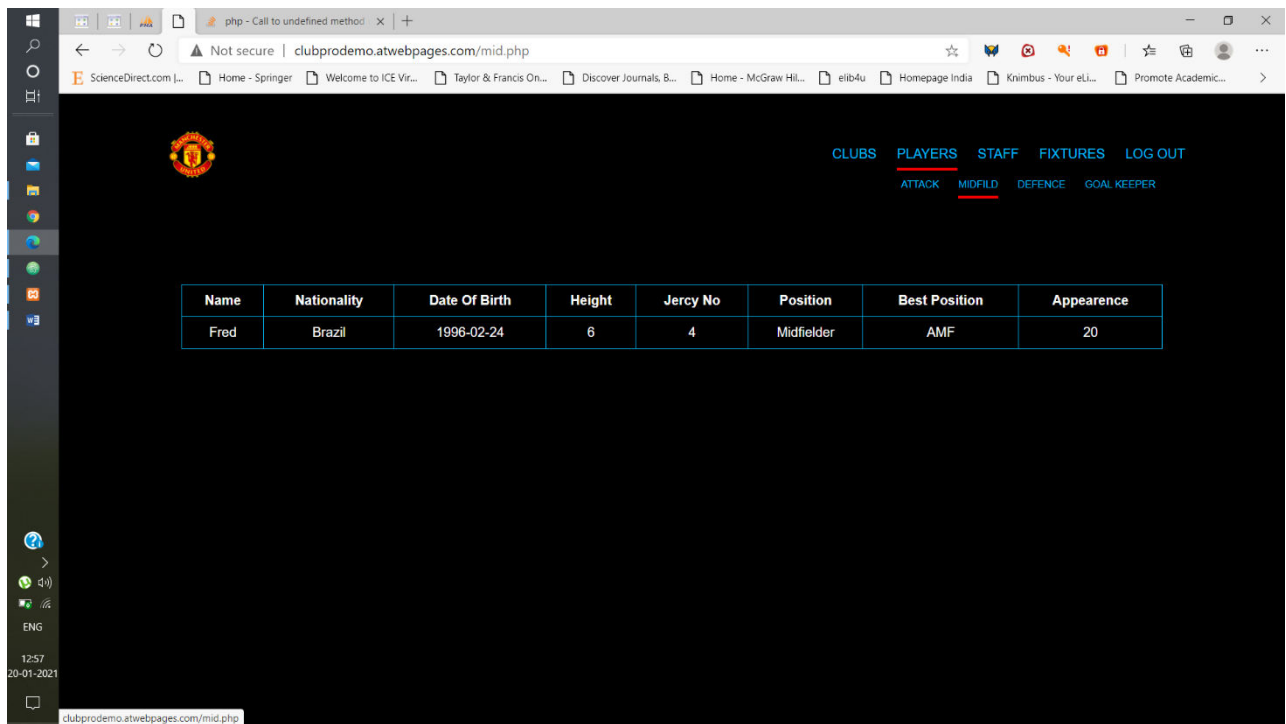 php - Call to undefined method
Not secure | clubprodemo.atwebpages.com/mid.php
ScienceDirect.com |... Home - Springer Welcome to ICE Vir... Taylor & Francis On... Discover Journals, B... Home - McGraw Hil... elib4u Homepage India Knimbus - Your eLi... Promote Academic...
MANCHESTER
UNITED
CLUBS PLAYERS STAFF FIXTURES LOG OUT
ATTACK MIDFILD DEFENCE GOAL KEEPER
Name Nationality Date Of Birth Height Jercy No Position Best Position Appearence
Fred Brazil 1996-02-24 6 4 Midfielder AMF 20
ENG
12:57
20-01-2021
clubprodemo.atwebpages.com/mid.php